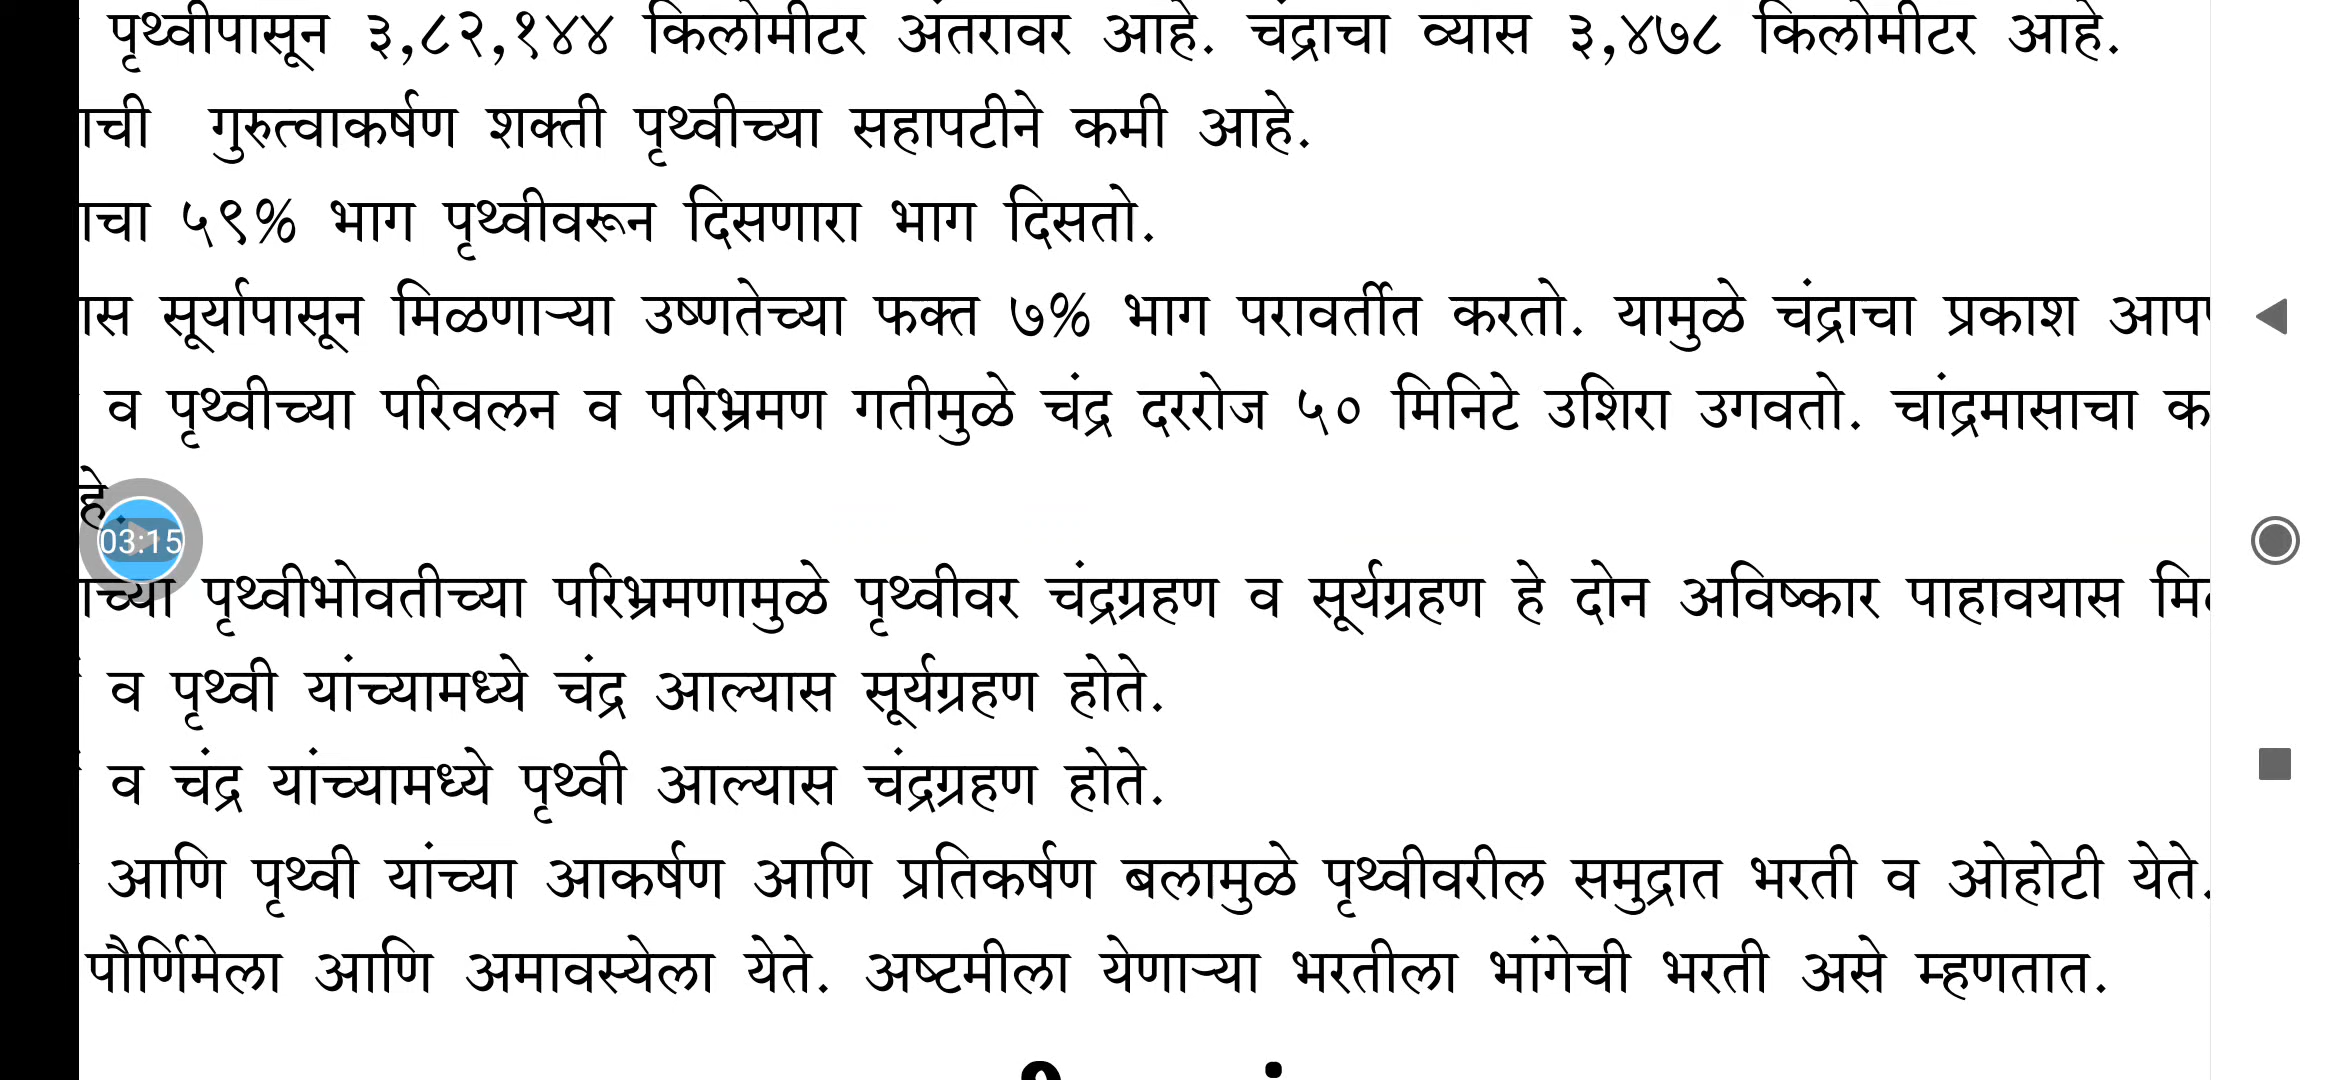 पृथ्वीपासून ३,८२,१४४ किलोमीटर अंतरावर आहे. चंद्राचा व्यास ३,४७८ किलोमीटर आहे.
गुरुत्वाकर्षण शक्ती पृथ्वीच्या सहापटीने कमी आहे.
५९% भाग पृथ्वीवरून दिसणारा भाग दिसतो.
सूर्यापासून मिळणाऱ्या उष्णतेच्या फक्त ७% भाग परावर्तीत करतो. यामुळे चंद्राचा प्रकाश
व पृथ्वीच्या परिवलन व परिभ्रमण गतीमुळे चंद्र दररोज ५० मिनिटे उशिरा उगवतो. चांद्रमासाचा
03:15
पृथ्वीभोवतीच्या परिभ्रमणामुळे पृथ्वीवर चंद्रग्रहण व सूर्यग्रहण हे दोन अविष्कार पाहावयास
व पृथ्वी यांच्यामध्ये चंद्र आल्यास सूर्यग्रहण होते.
व चंद्र यांच्यामध्ये पृथ्वी आल्यास चंद्रग्रहण होते.
आणि पृथ्वी यांच्या आकर्षण आणि प्रतिकर्षण बलामुळे पृथ्वीवरील समुद्रात भरती व ओहोटी येते.
पौर्णिमेला आणि अमावस्येला येते. अष्टमीला येणाऱ्या भरतीला भांगेची भरती असे म्हणतात.